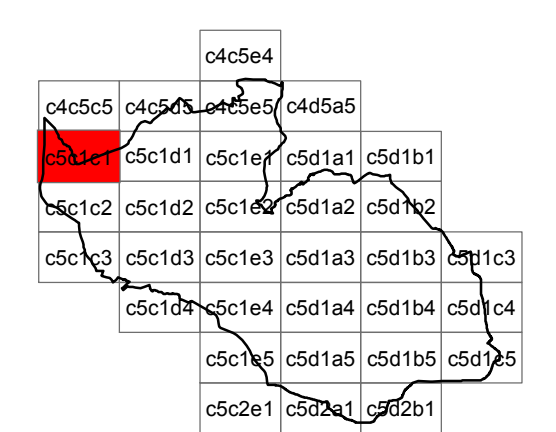 c4c5e4
c4c5c5 c4c5d5 c4c5e5 c4d5a5
c5c1c1 c5c1d1 c5c1e1 c5d1a1 c5d1b1
c5c1c2 c5c1d2 c5c1e2 c5d1a2 c5d1b2
c5c1c3 c5c1d3 c5c1e3 c5d1a3 c5d1b3 c5d1c3
c5c1d4 c5c1e4 c5d1a4 c5d1b4 c5d1c4
c5c1e5 c5d1a5 c5d1b5 c5d1c5
c5c2e1 c5d2a1 c5d2b1